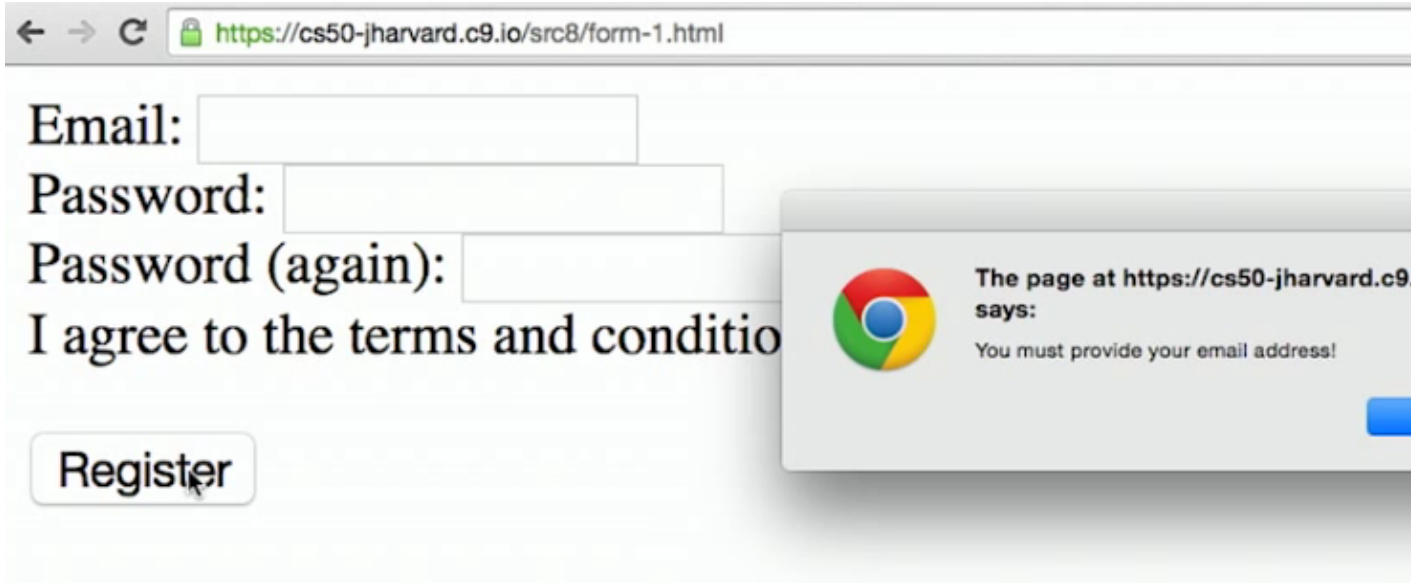 https://cs50-jharvard.c9.io/src8/form-1.html
Email:
Password:
Password (again):
I agree to the terms and conditio
Register
The page at https://cs50-jharvard.c9.
says:
You must provide your email address!